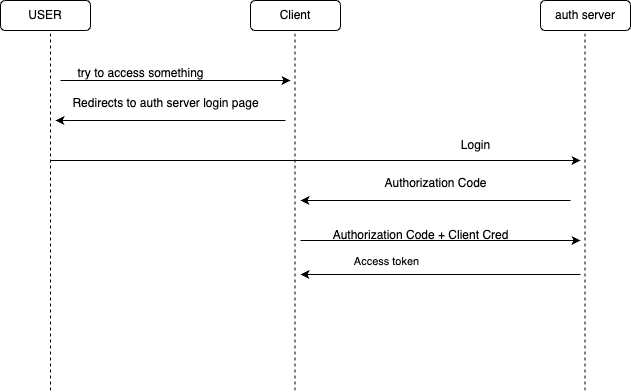 USER
Client
auth server
try to access something
Redirects to auth server login page
Login
Authorization Code
Authorization Code + Client Cred
Access token